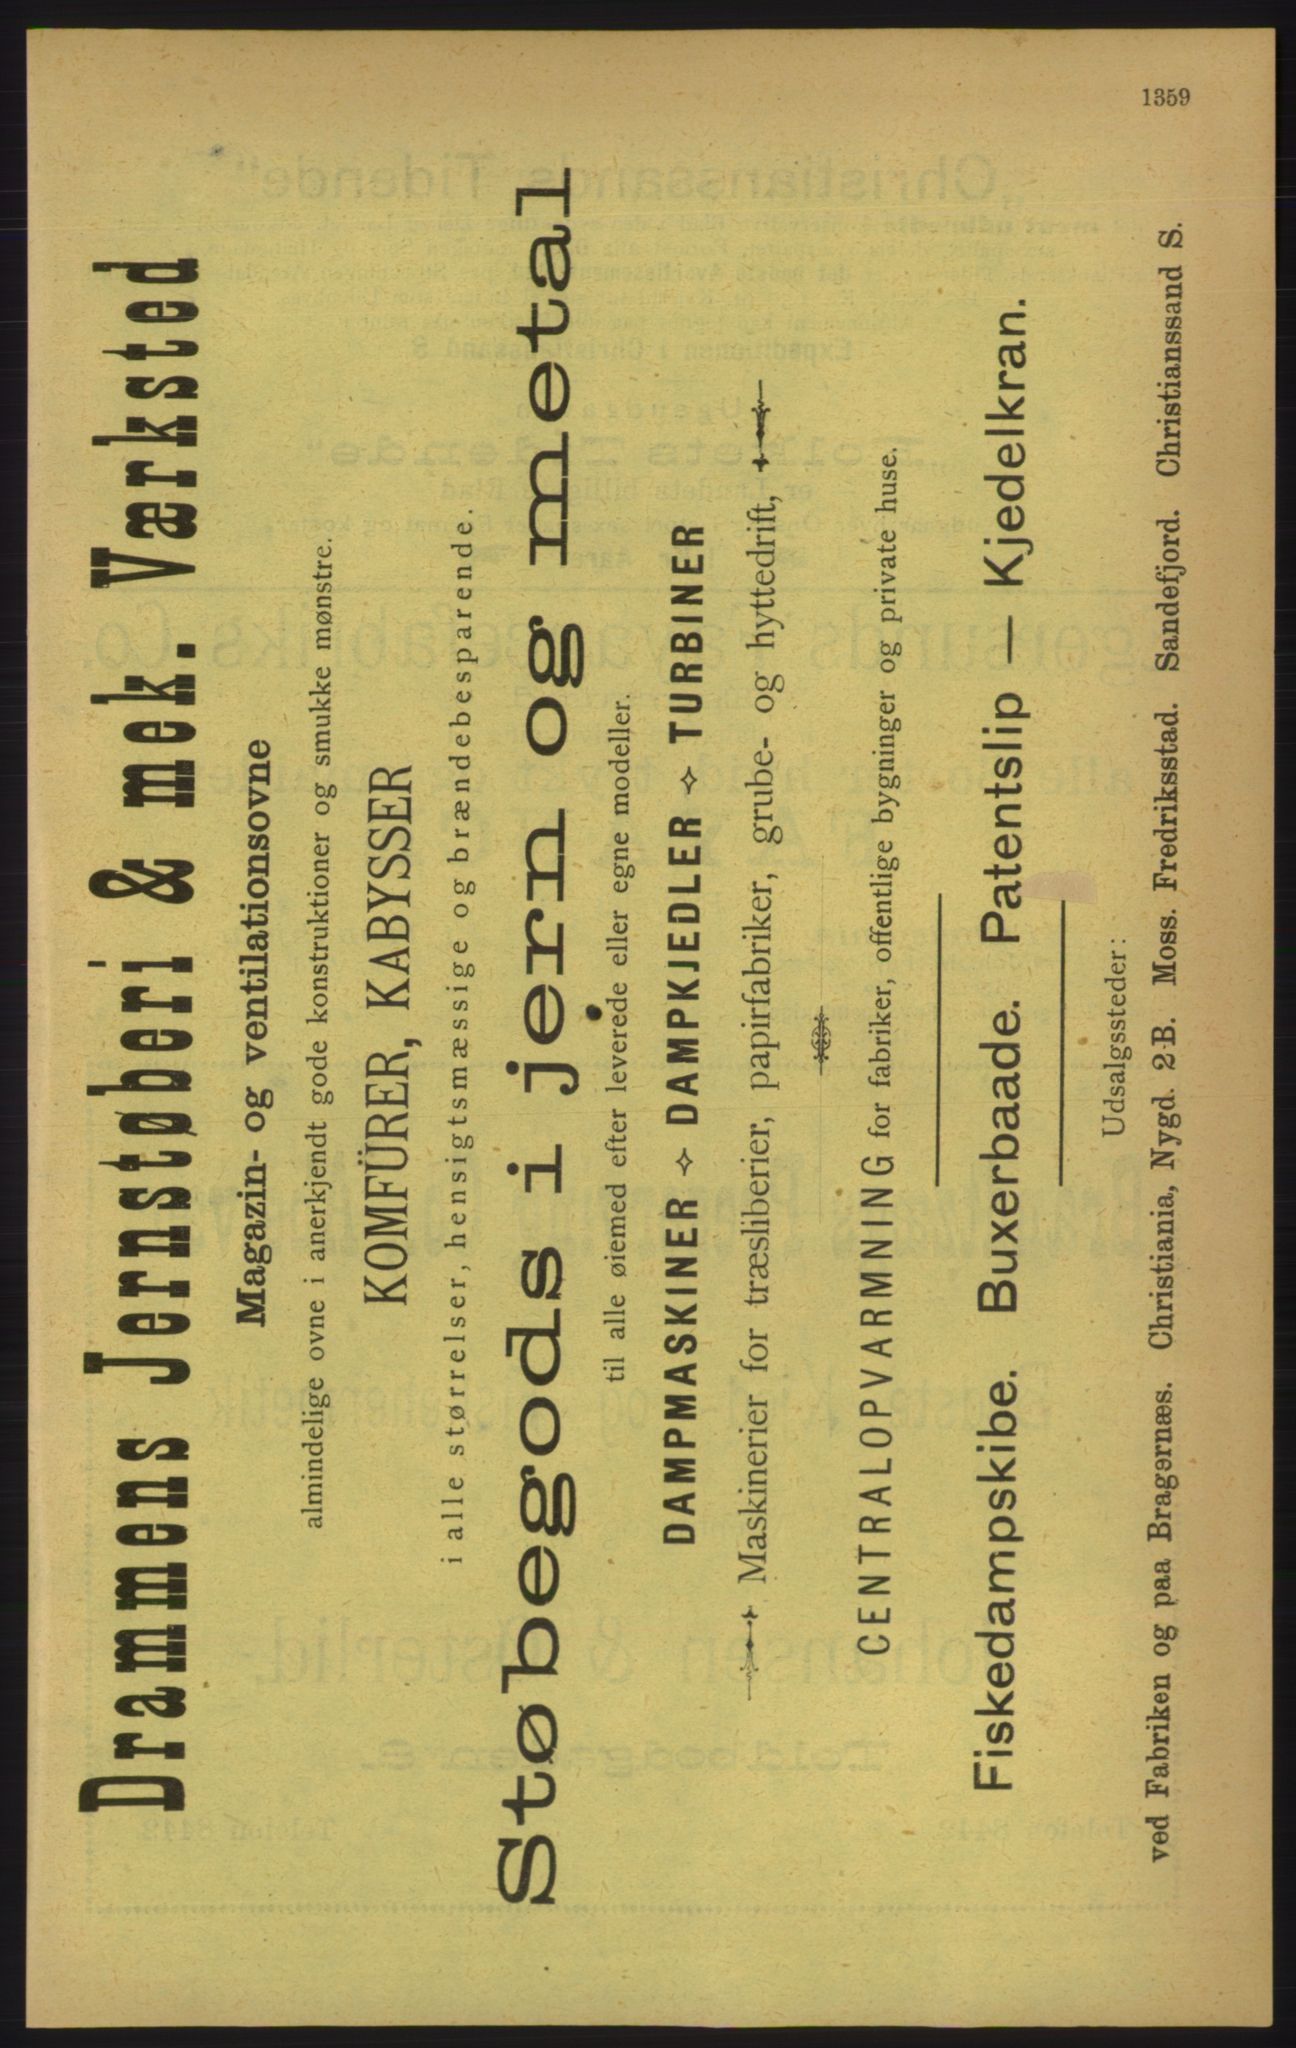 1359
Drammens Jernstøberi & mek. Værksted
Magazin- og ventilationsovne
almindelige ovne i anerkjendt gode konstruktioner og smukke mønstre.
KOMFÜRER, KABYSSER
i alle størrelser, hensigtsmæssige og brændebesparende.
Støbegods i jern og metal
til alle øiemed efter leverede eller egne modeller.
DAMPMASKINER ✧ DAMPKJEDLER ✧ TURBINER
Maskinerier for træsliberier, papirfabriker, grube- og hyttedrift,
CENTRALOPVARMNING for fabriker, offentlige bygninger og private huse.
Fiskedampskibe. Buxerbaade. Patentslip — Kjedelkran.
Udsalgssteder:
ved Fabriken og paa Bragernæs. Christiania, Nygd. 2 B. Moss. Fredriksstad. Sandefjord. Christianssand S.